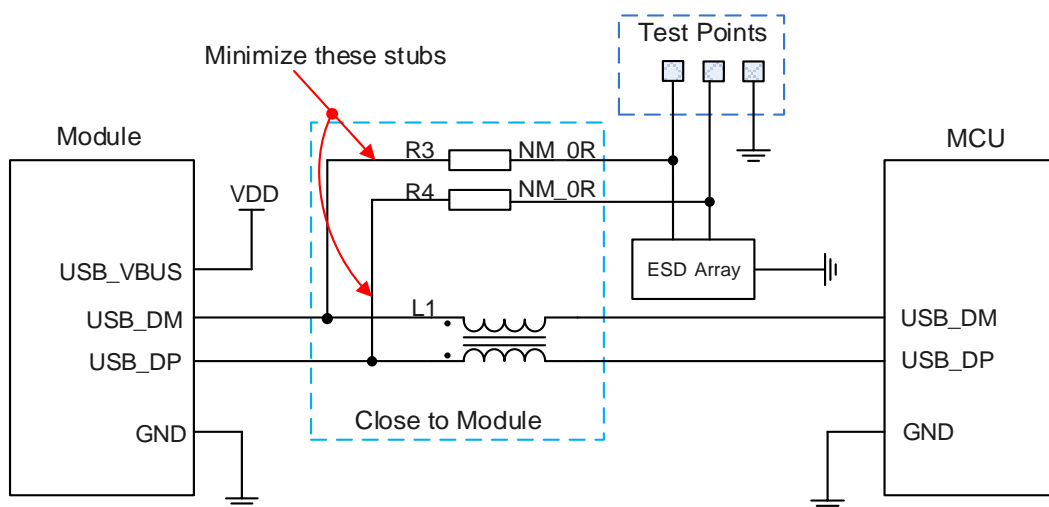 Test Points
Minimize these stubs
Module
MCU
R3
NM_0R
R4
NM_0R
VDD
ESD Array
USB_VBUS
USB_DM
L1
USB_DM
USB_DP
USB_DP
Close to Module
GND
GND